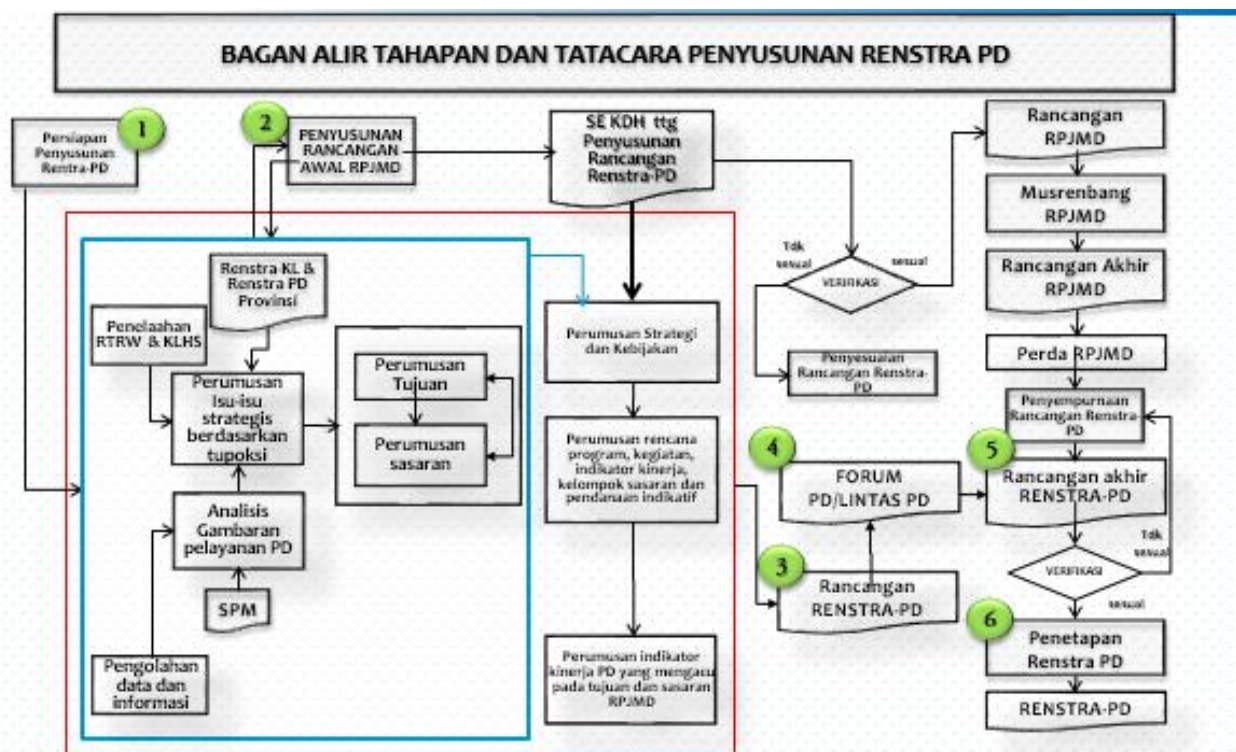 BAGAN ALIR TAHAPAN DAN TATACARA PENYUSUNAN RENSTRA PD
1
Persiapan
Penyusunan
Rentra-PD
2
PENYUSUNAN
RANCANGAN
AWAL RPJMD
SE KDH ttg
Penyusunan
Rancangan
Renstra-PD
Rancangan
RPJMD
Musrenbang
RPJMD
Rancangan Akhir
RPJMD
Perda RPJMD
Tdk
sesuai
sesuai
VERIFIKASI
Penyesuaian
Rancangan Renstra-
PD
Renstra-KL &
Renstra PD
Provinsi
Penelaahan
RTRW & KLHS
Perumusan
Isu-isu
strategis
berdasarkan
tupoksi
Perumusan
Tujuan
Perumusan
sasaran
Analisis
Gambaran
pelayanan PD
SPM
Pengolahan
data dan
informasi
Perumusan Strategi
dan Kebijakan
Perumusan rencana
program, kegiatan,
indikator kinerja,
kelompok sasaran dan
pendanaan indikatif
Perumusan indikator
kinerja PD yang mengacu
pada tujuan dan sasaran
RPJMD
3
Rancangan
RENSTRA-PD
4
FORUM
PD/LINTAS PD
Penyempurnaan
Rancangan Renstra-
PD
5
Rancangan akhir
RENSTRA-PD
Tdk
sesuai
VERIFIKASI
sesuai
6
Penetapan
Renstra PD
RENSTRA-PD